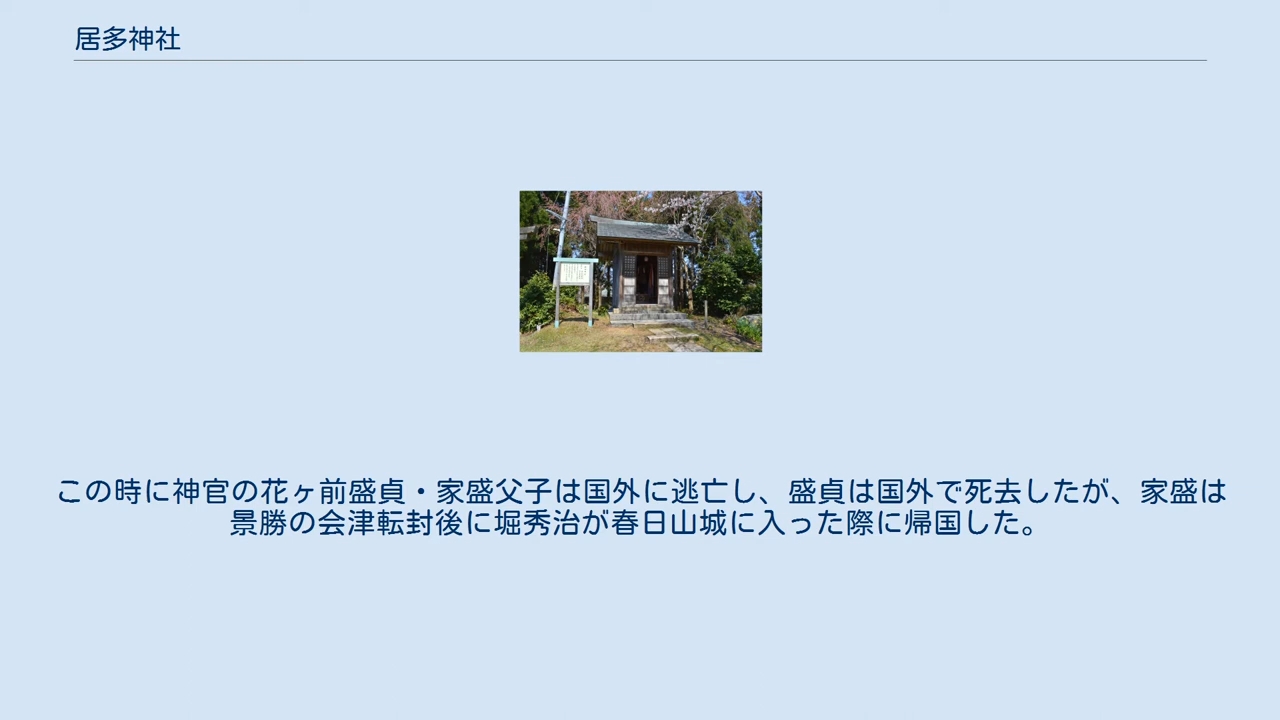 居多神社
この時に神官の花ヶ前盛貞・家盛父子は国外に逃亡し、盛貞は国外で死去したが、家盛は
景勝の会津転封後に堀秀治が春日山城に入った際に帰国した。